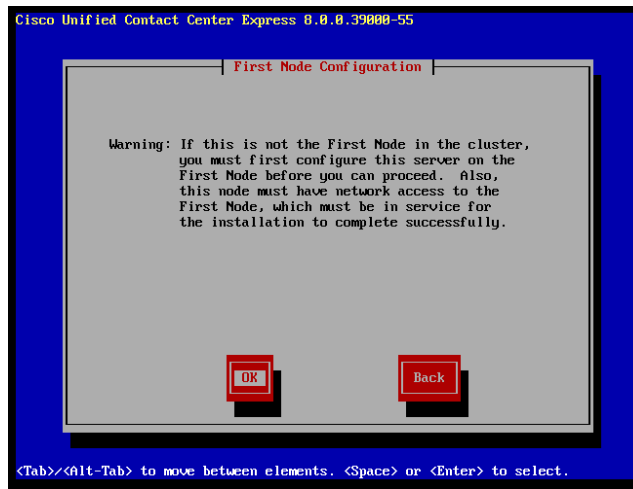 Cisco Unified Contact Center Express 8.0.0.39000-55
First Node Configuration
Warning: If this is not the First Node in the cluster,
you must first configure this server on the
First Node before you can proceed. Also,
this node must have network access to the
First Node, which must be in service for
the installation to complete successfully.
OK Back
<Tab>/<Alt-Tab> to move between elements. <Space> or <Enter> to select.